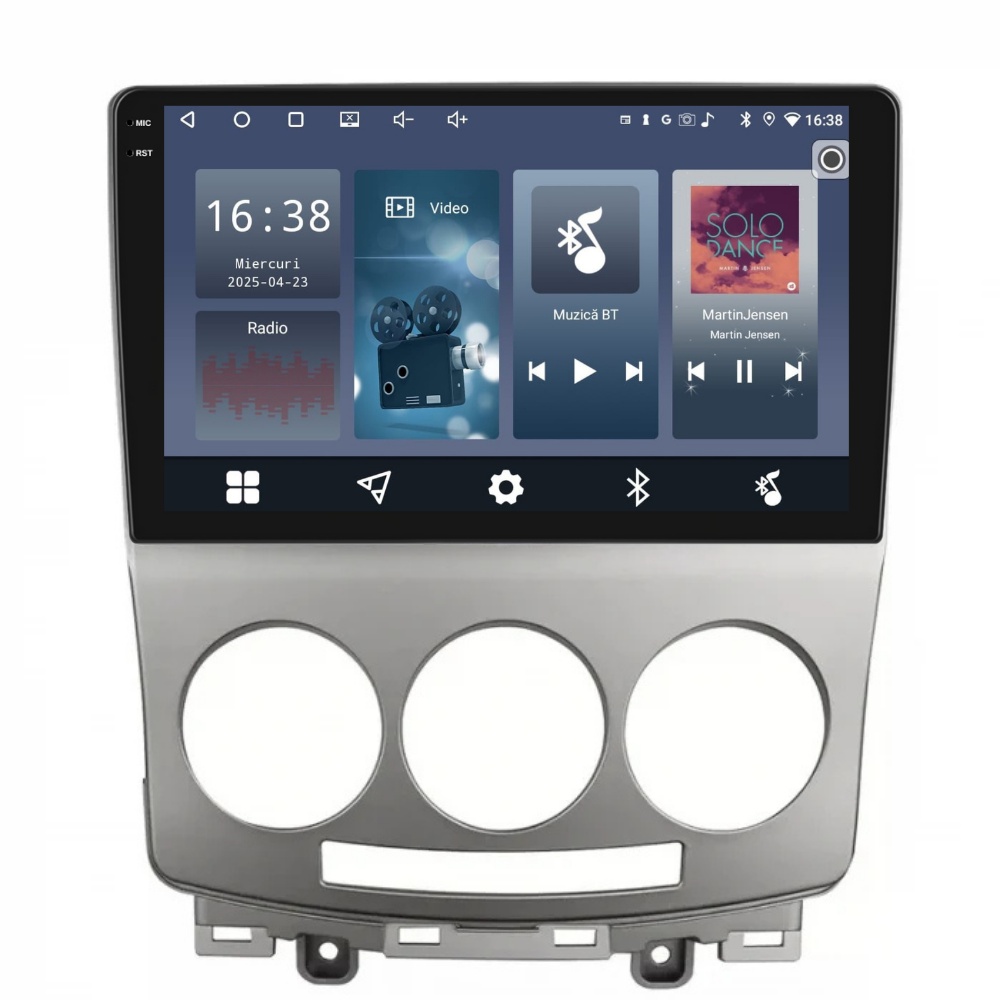 MIC
RST
G
16:38
16:38
Miercuri
2025-04-23
Radio
Video
Muzică BT
SOLO
DANCE
MARTIN JENSEN
MartinJensen
Martin Jensen